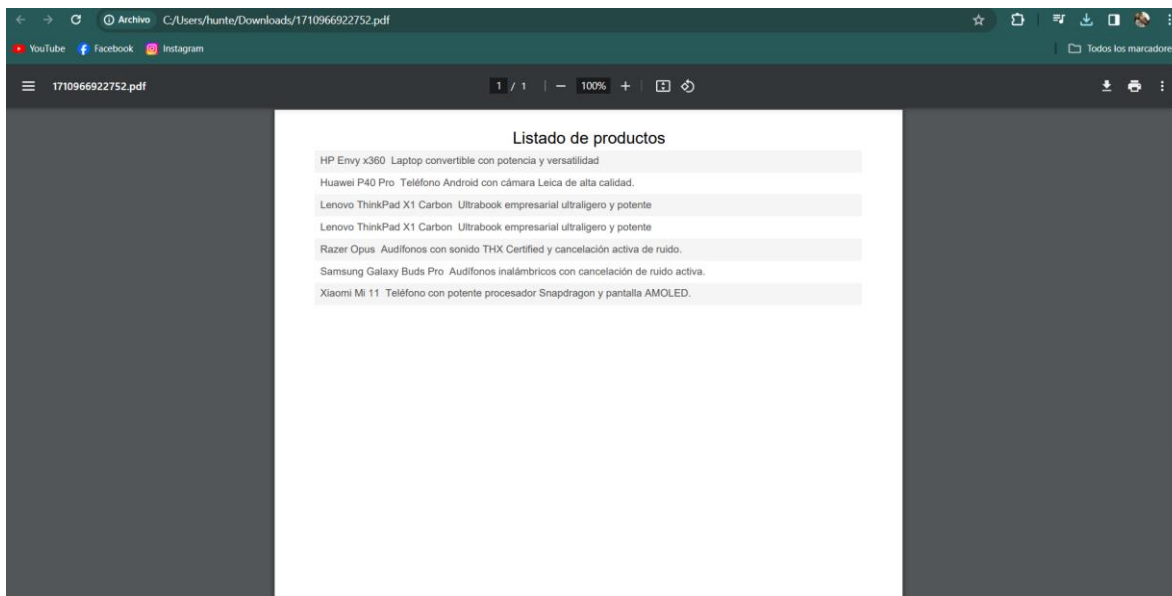 Archivo C:/Users/hunte/Downloads/1710966922752.pdf
YouTube Facebook Instagram Todos los marcadore
1710966922752.pdf 1 / 1 | − 100% +
Listado de productos
HP Envy x360 Laptop convertible con potencia y versatilidad
Huawei P40 Pro Teléfono Android con cámara Leica de alta calidad.
Lenovo ThinkPad X1 Carbon Ultrabook empresarial ultraligero y potente
Lenovo ThinkPad X1 Carbon Ultrabook empresarial ultraligero y potente
Razer Opus Audífonos con sonido THX Certified y cancelación activa de ruido.
Samsung Galaxy Buds Pro Audífonos inalámbricos con cancelación de ruido activa.
Xiaomi Mi 11 Teléfono con potente procesador Snapdragon y pantalla AMOLED.